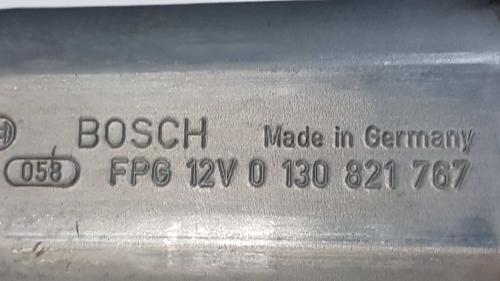 BOSCH Made in Germany
058 FPG 12V 0 130 821 767